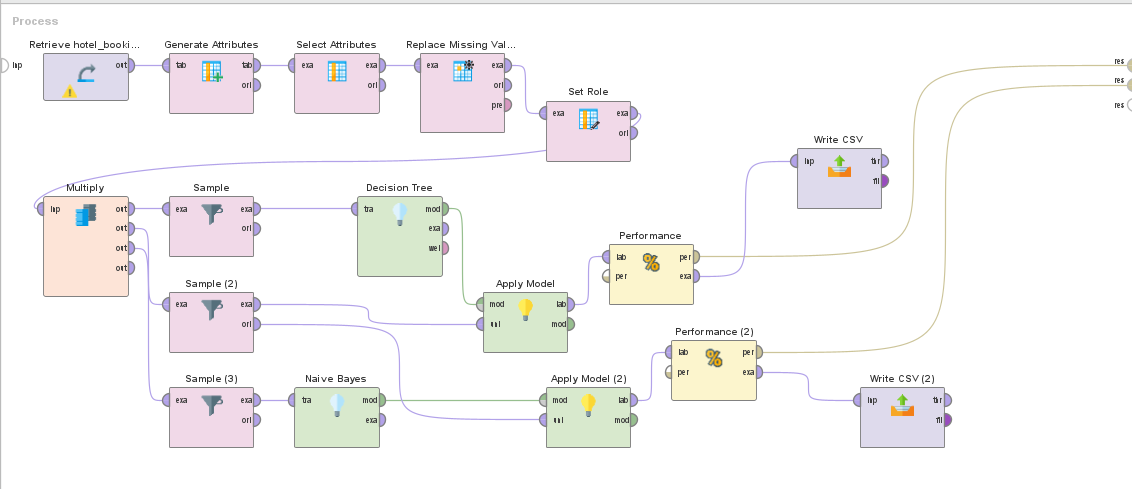 Process
Retrieve hotel_booki...
Generate Attributes
Select Attributes
Replace Missing Val...
inp
out
tab
tab
ori
exa
exa
ori
exa
exa
ori
pre
res
res
res
Set Role
exa
exa
ori
Write CSV
inp
thr
fil
Multiply
Sample
Decision Tree
inp
out
out
out
out
exa
exa
ori
tra
mod
exa
wei
Performance
lab
per
per
exa
Sample (2)
exa
exa
ori
Apply Model
mod
unl
lab
mod
Performance (2)
lab
per
per
exa
Sample (3)
Naive Bayes
Apply Model (2)
Write CSV (2)
exa
exa
ori
tra
mod
exa
mod
unl
lab
mod
inp
thr
fil